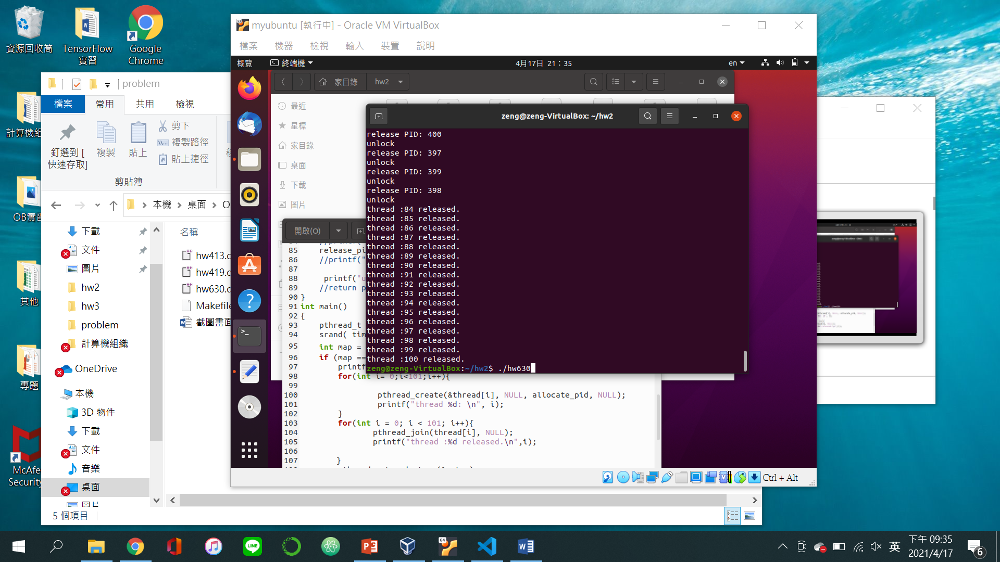 資源回收筒
TensorFlow
實習
Google
Chrome
計算機組
OB實習
其他
專題
McAfe
Security
problem
檔案
常用
共用
檢視
釘選到 [
快速存取]
複製
貼上
剪下
複製路徑
貼上捷徑
剪貼簿
本機
桌面
名稱
下載
文件
圖片
hw2
hw3
problem
計算機組織
OneDrive
本機
3D 物件
下載
文件
音樂
桌面
圖片
hw413.c
hw419.c
hw630.c
Makefile
截圖畫面
5 個項目
myubuntu [執行中] - Oracle VM VirtualBox
檔案
機器
檢視
輸入
裝置
說明
概覽
終端機
4月17日 21：35
en
家目錄
hw2
最近
星標
家目錄
桌面
下載
圖片
zeng@zeng-VirtualBox: ~/hw2
release PID: 400
unlock
release PID: 397
unlock
release PID: 399
unlock
release PID: 398
unlock
thread :84 released.
thread :85 released.
thread :86 released.
thread :87 released.
thread :88 released.
thread :89 released.
thread :90 released.
thread :91 released.
thread :92 released.
thread :93 released.
thread :94 released.
thread :95 released.
thread :96 released.
thread :97 released.
thread :98 released.
thread :99 released.
thread :100 released.
zeng@zeng-VirtualBox:~/hw2$ ./hw630
開啟(O)
85 release_pi
86 //printf("
87
88 printf("u
89 //return p
90 }
91 int main()
92 {
93 pthread_t
94 srand( tim
95 int map =
96 if (map ==
97 printf
98 for(int i= 0;i<101;i++){
99
100 pthread_create(&thread[i], NULL, allocate_pid, NULL);
101 printf("thread %d: \n", i);
102 }
103 for(int i = 0; i < 101; i++){
104 pthread_join(thread[i], NULL);
105 printf("thread :%d released.\n",i);
106
107 }
Ctrl + Alt
英
下午 09:35
2021/4/17
6